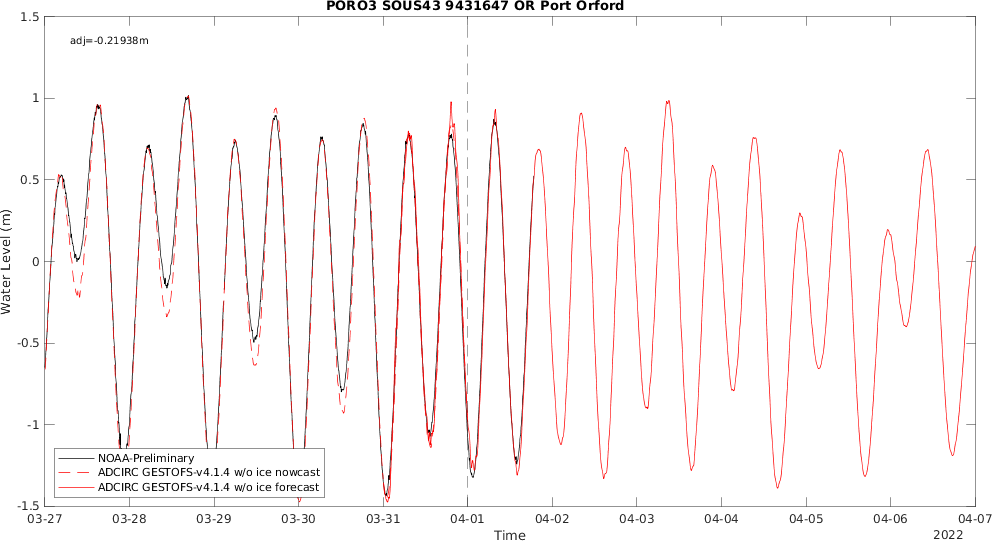 PORO3 SOUS43 9431647 OR Port Orford
adj=-0.21938m
1.5
1
0.5
0
-0.5
-1
-1.5
Water Level (m)
NOAA-Preliminary
ADCIRC GESTOFS-v4.1.4 w/o ice nowcast
ADCIRC GESTOFS-v4.1.4 w/o ice forecast
03-27 03-28 03-29 03-30 03-31 04-01 04-02 04-03 04-04 04-05 04-06 04-07
Time
2022